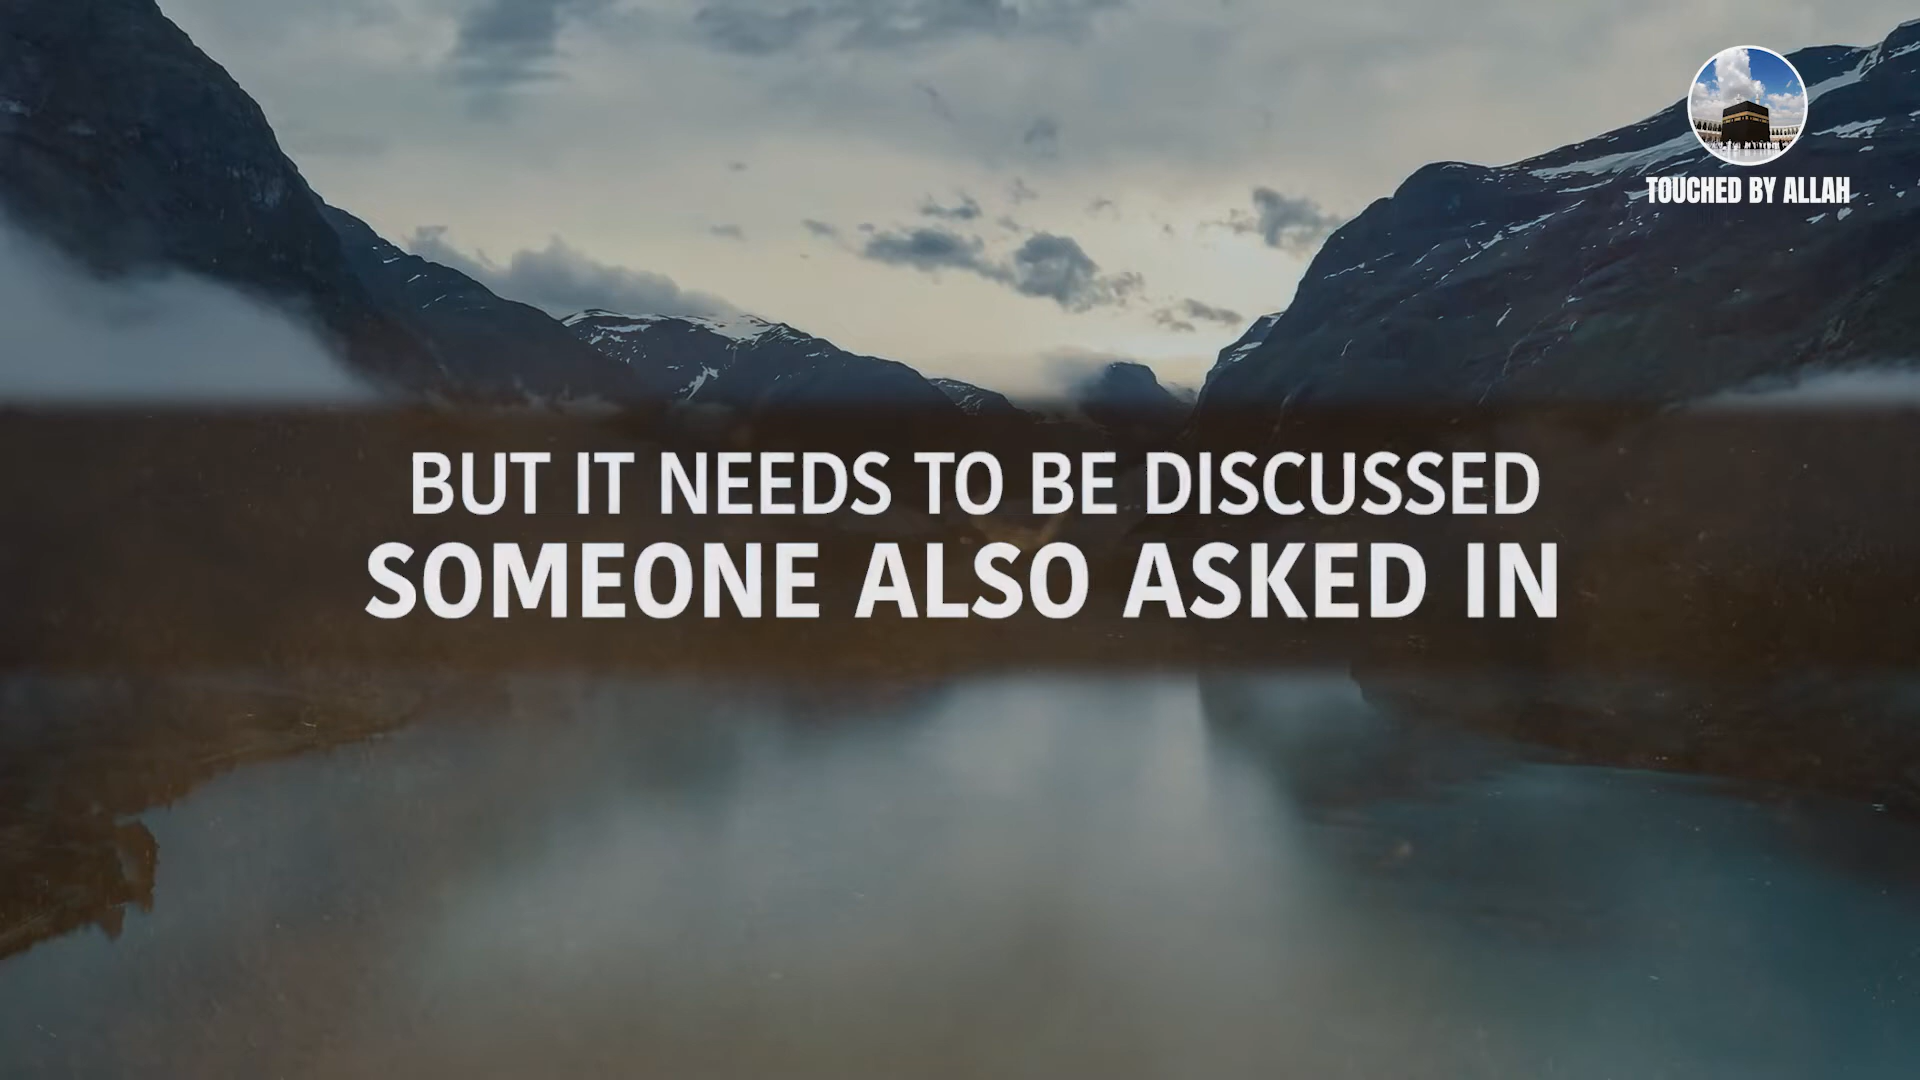 TOUCHED BY ALLAH
BUT IT NEEDS TO BE DISCUSSED
SOMEONE ALSO ASKED IN